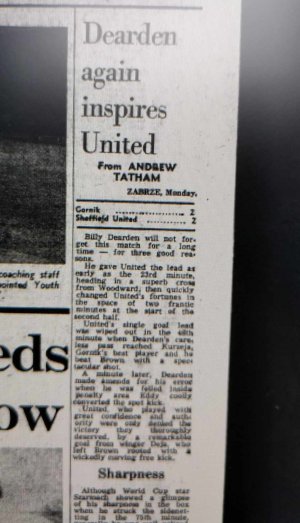 Dearden
again
inspires
United
From ANDREW
TATHAM
ZABRZE, Monday.
Gornik ................ 2
Sheffield United ........... 2
Billy Dearden will not for-
get this match for a long
time — for three good rea-
sons.
He gave United the lead as
early as the 23rd minute,
heading in a superb cross
from Woodward, then quickly
changed United's fortunes in
the space of two frantic
minutes at the start of the
second half.
United's single goal lead
was wiped out in the 48th
minute when Dearden's care-
less pass reached Kurzeja,
Gornik's best player and he
beat Brown with a spec-
tacular shot.
A minute later, Dearden
made amends for his error
when he was felled inside
penalty area Eddy coolly
converted the spot kick.
United, who played with
great confidence and autho
ority were only denied the
victory they thoroughly
deserved, by a remarkable
goal from winger Deja, who
left Brown rooted with a
wickedly curving free kick.
Sharpness
Although World Cup star
Szarmach showed a glimpse
of his sharpness in the box
when he struck the
ting in the 75th minute,
coaching staff
ointed Youth
eds
ow